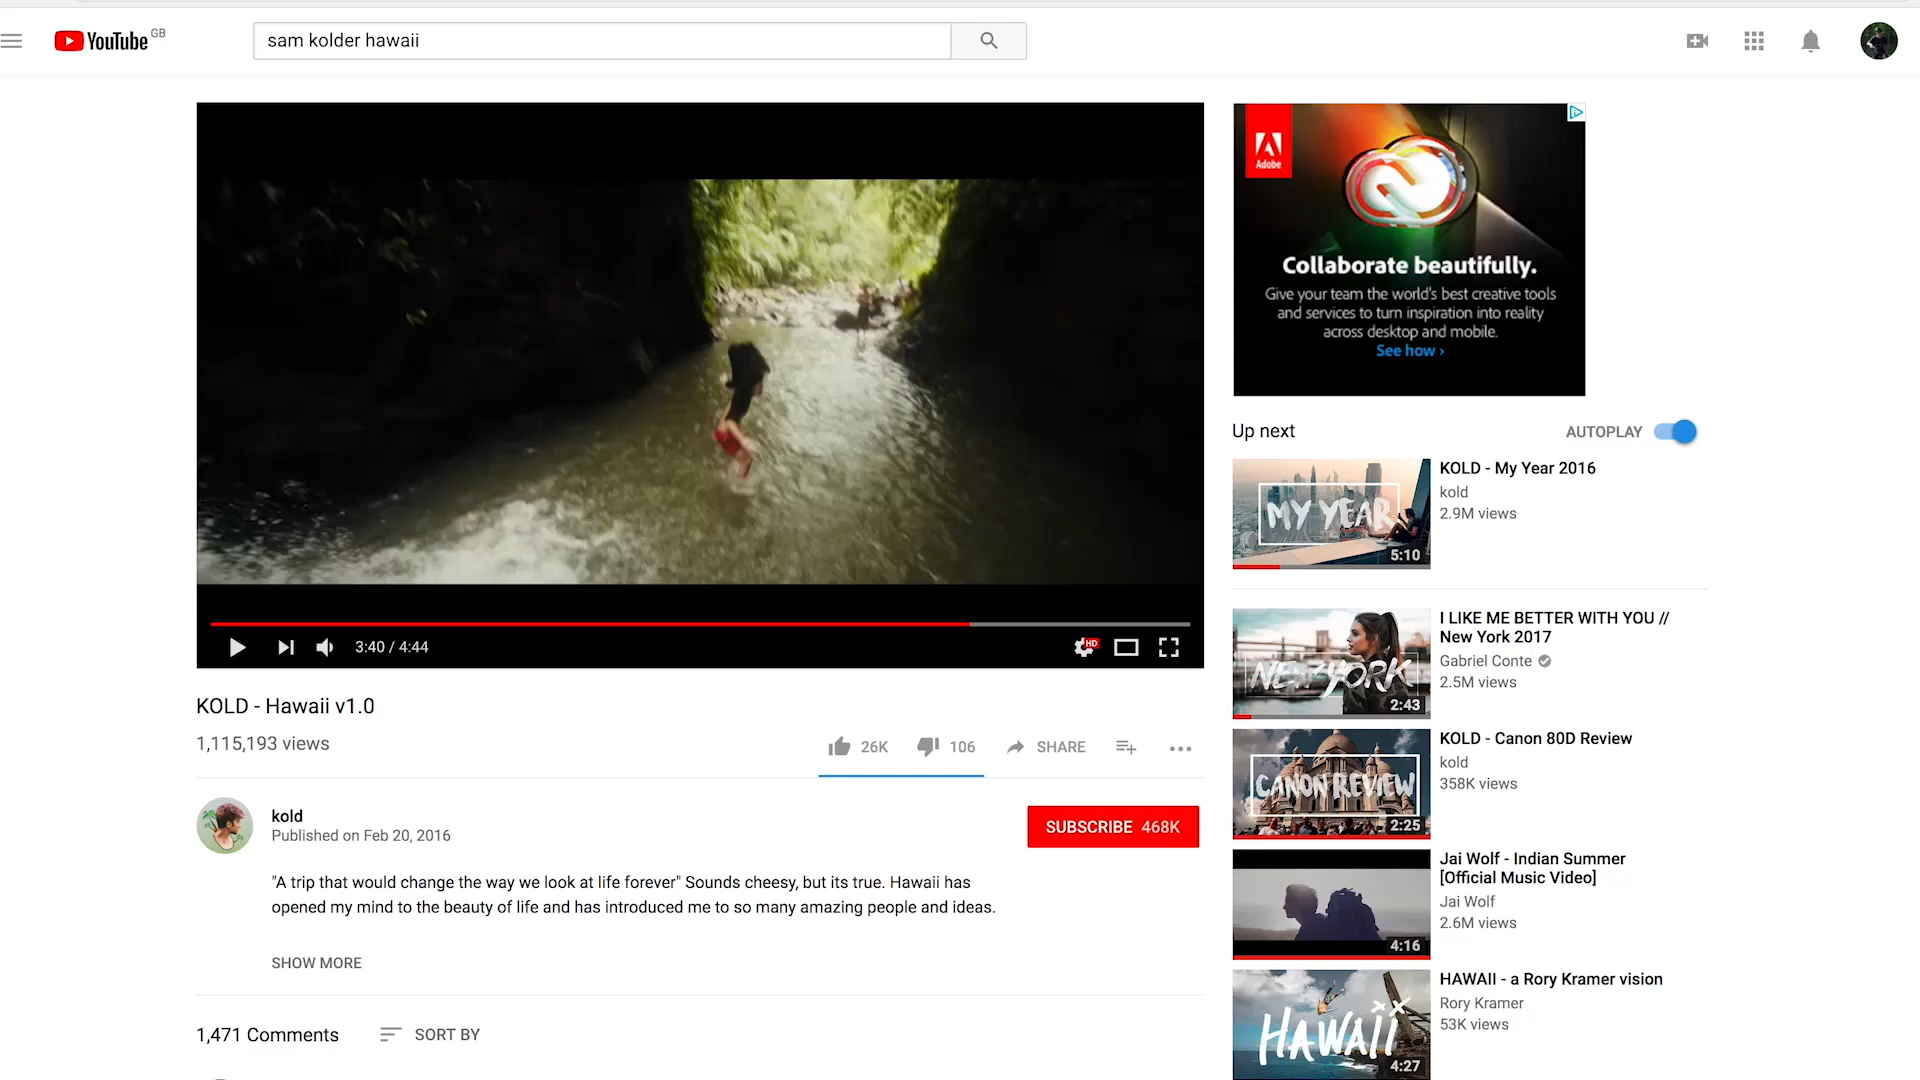 YouTube GB
sam kolder hawaii
Adobe
Collaborate beautifully.
Give your team the world's best creative tools
and services to turn inspiration into reality
across desktop and mobile.
See how ›
3:40 / 4:44
HD
KOLD - Hawaii v1.0
1,115,193 views
26K
106
SHARE
kold
Published on Feb 20, 2016
SUBSCRIBE 468K
"A trip that would change the way we look at life forever" Sounds cheesy, but its true. Hawaii has
opened my mind to the beauty of life and has introduced me to so many amazing people and ideas.
SHOW MORE
1,471 Comments
SORT BY
Up next
AUTOPLAY
MY YEAR
5:10
KOLD - My Year 2016
kold
2.9M views
NEW YORK
2:43
I LIKE ME BETTER WITH YOU //
New York 2017
Gabriel Conte
2.5M views
CANON REVIEW
2:25
KOLD - Canon 80D Review
kold
358K views
4:16
Jai Wolf - Indian Summer
[Official Music Video]
Jai Wolf
2.6M views
HAWAII
4:27
HAWAII - a Rory Kramer vision
Rory Kramer
53K views